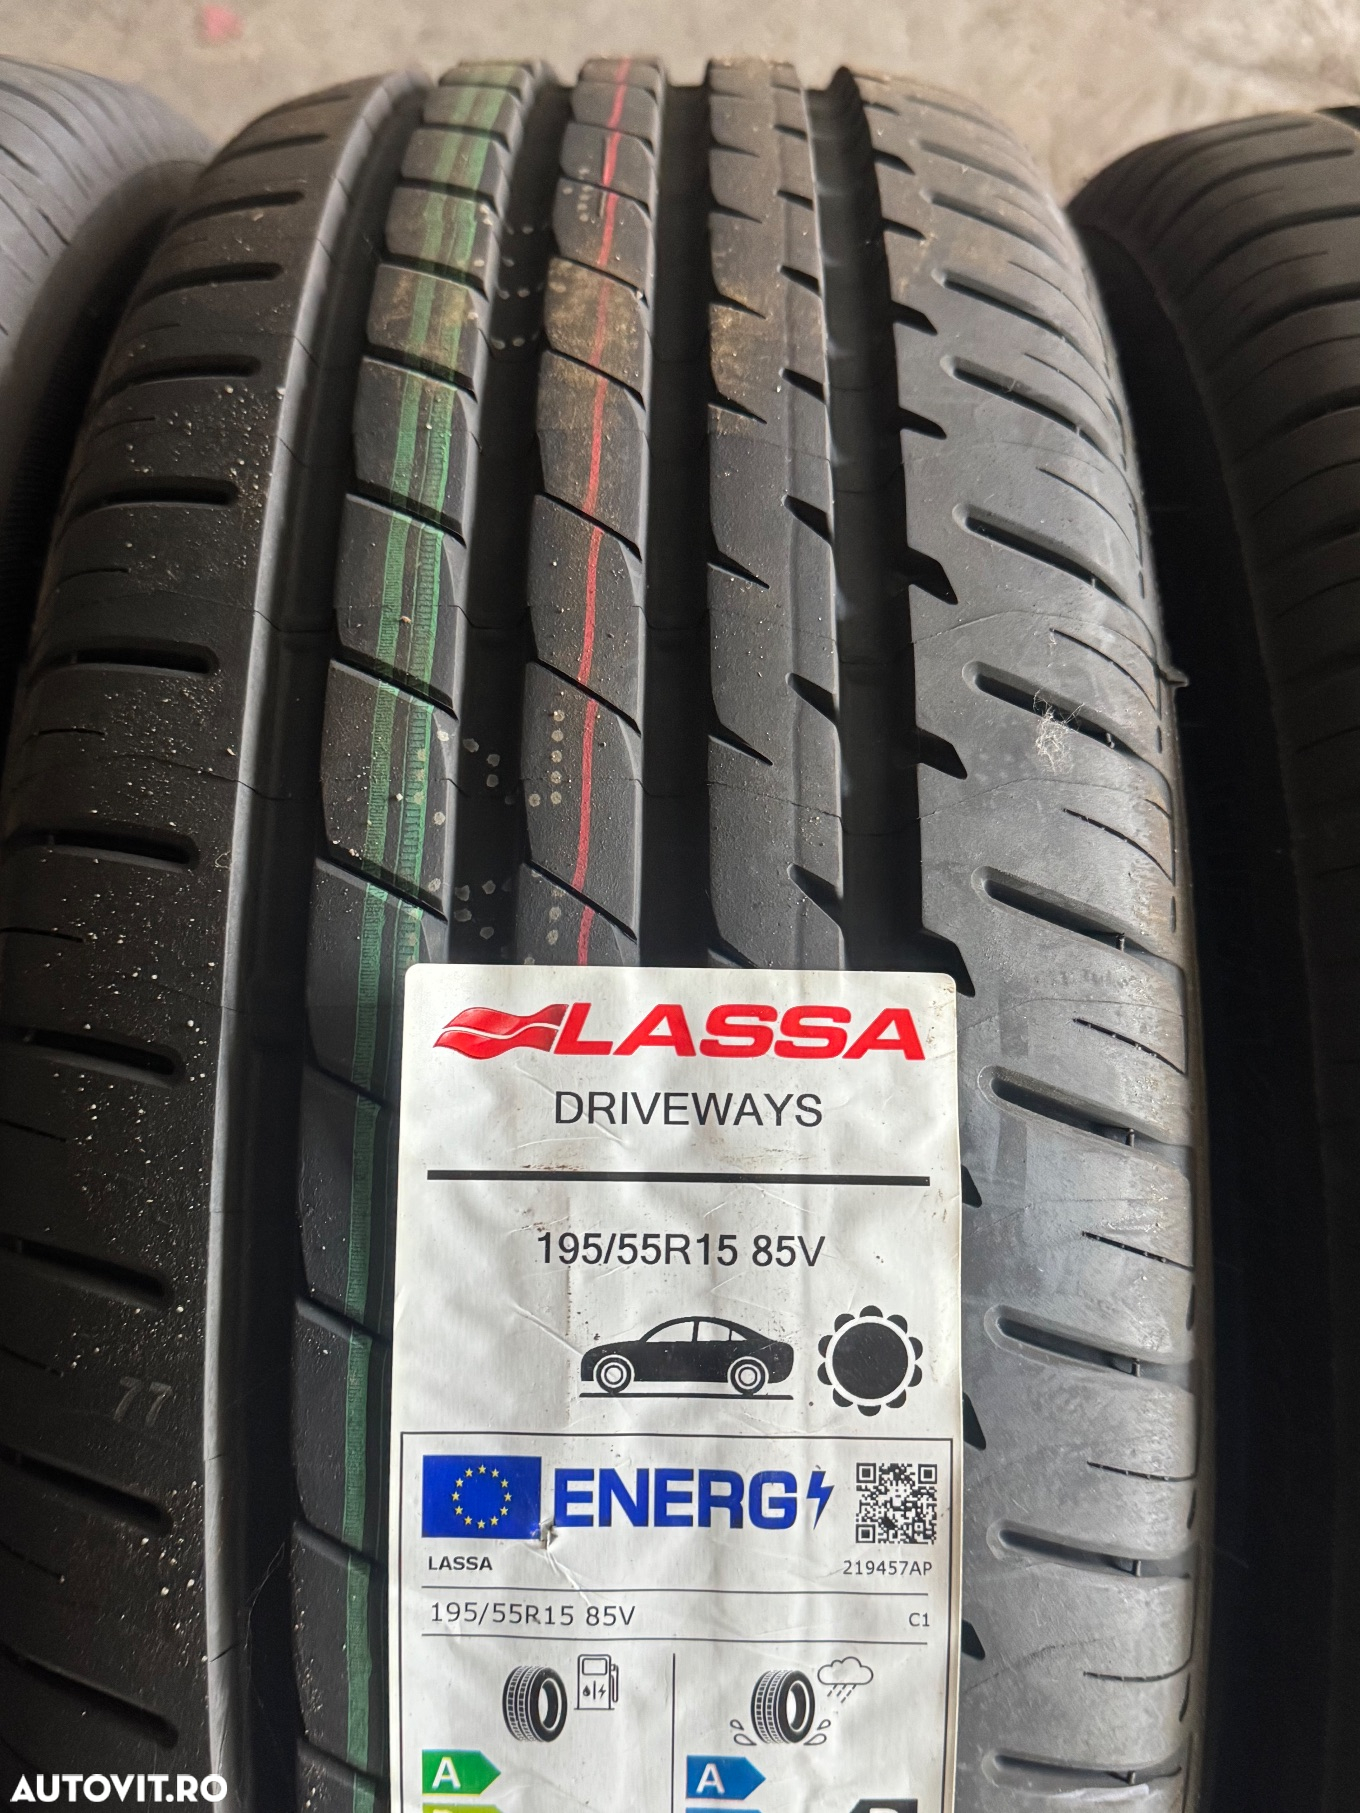 LASSA
DRIVEWAYS
195/55R15 85V
77
ENERG
LASSA
219457AP
195/55R15 85V
C1
A
A
AUTOVIT.RO